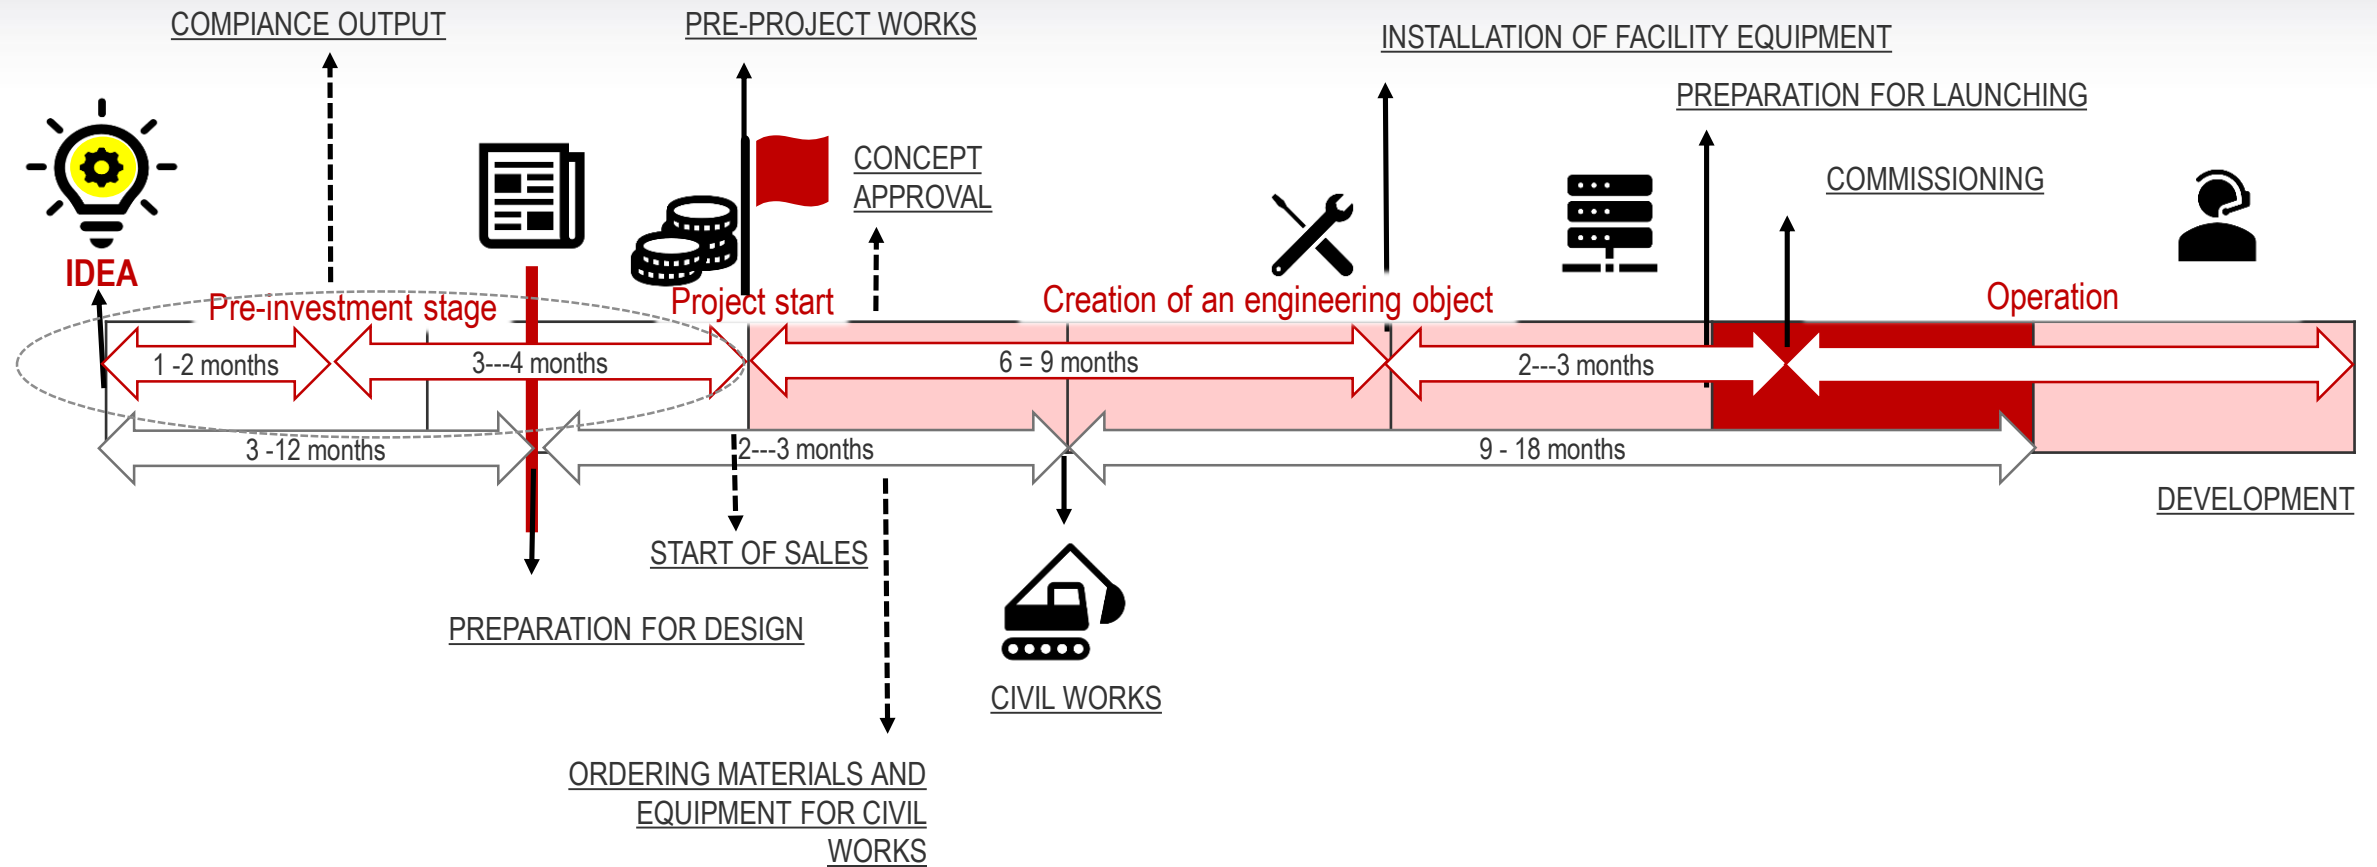 COMPIANCE OUTPUT
PRE-PROJECT WORKS
INSTALLATION OF FACILITY EQUIPMENT
PREPARATION FOR LAUNCHING
CONCEPT
APPROVAL
COMMISSIONING
IDEA
Pre-investment stage
Project start
Creation of an engineering object
Operation
1 -2 months
3---4 months
6 = 9 months
2---3 months
3 -12 months
2---3 months
9 - 18 months
DEVELOPMENT
START OF SALES
PREPARATION FOR DESIGN
CIVIL WORKS
ORDERING MATERIALS AND
EQUIPMENT FOR CIVIL
WORKS